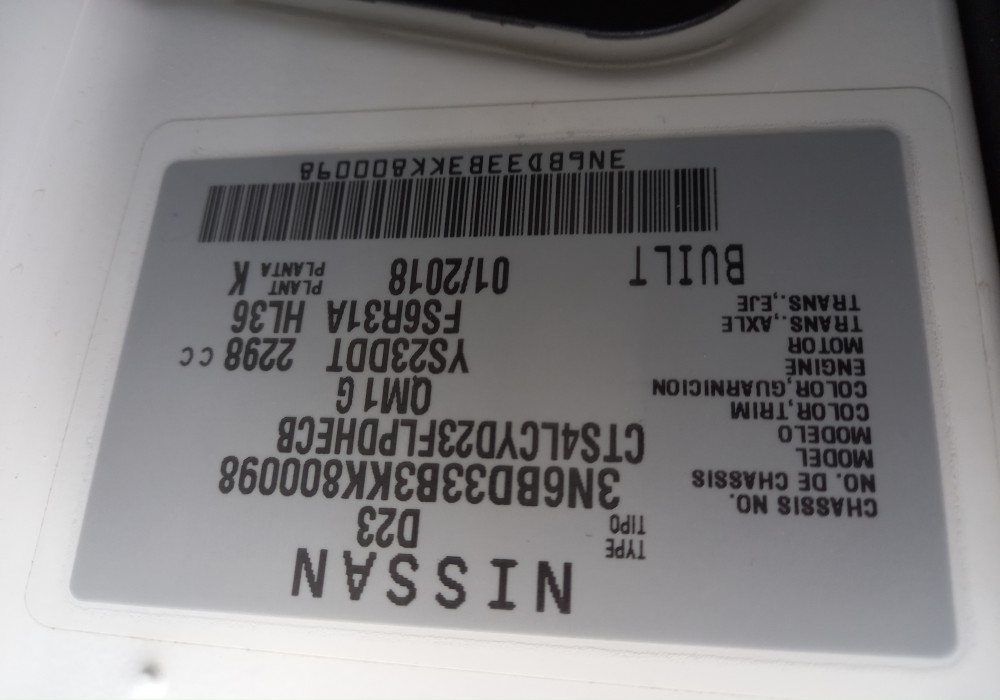 NISSAN
TYPE
TIPO D23
CHASSIS NO.
NO. DE CHASSIS 3N6BD33B3KK800098
MODEL
MODELO CTS4LCYD23FLPDHECB
COLOR,TRIM
COLOR,GUARNICION QM1 G
ENGINE
MOTOR YS23DDT 2298 CC
TRANS.,AXLE
TRANS.,EJE FS6R31A HL36
BUILT 01/2018 PLANT
PLANTA K
3N6BD33B3KK800098